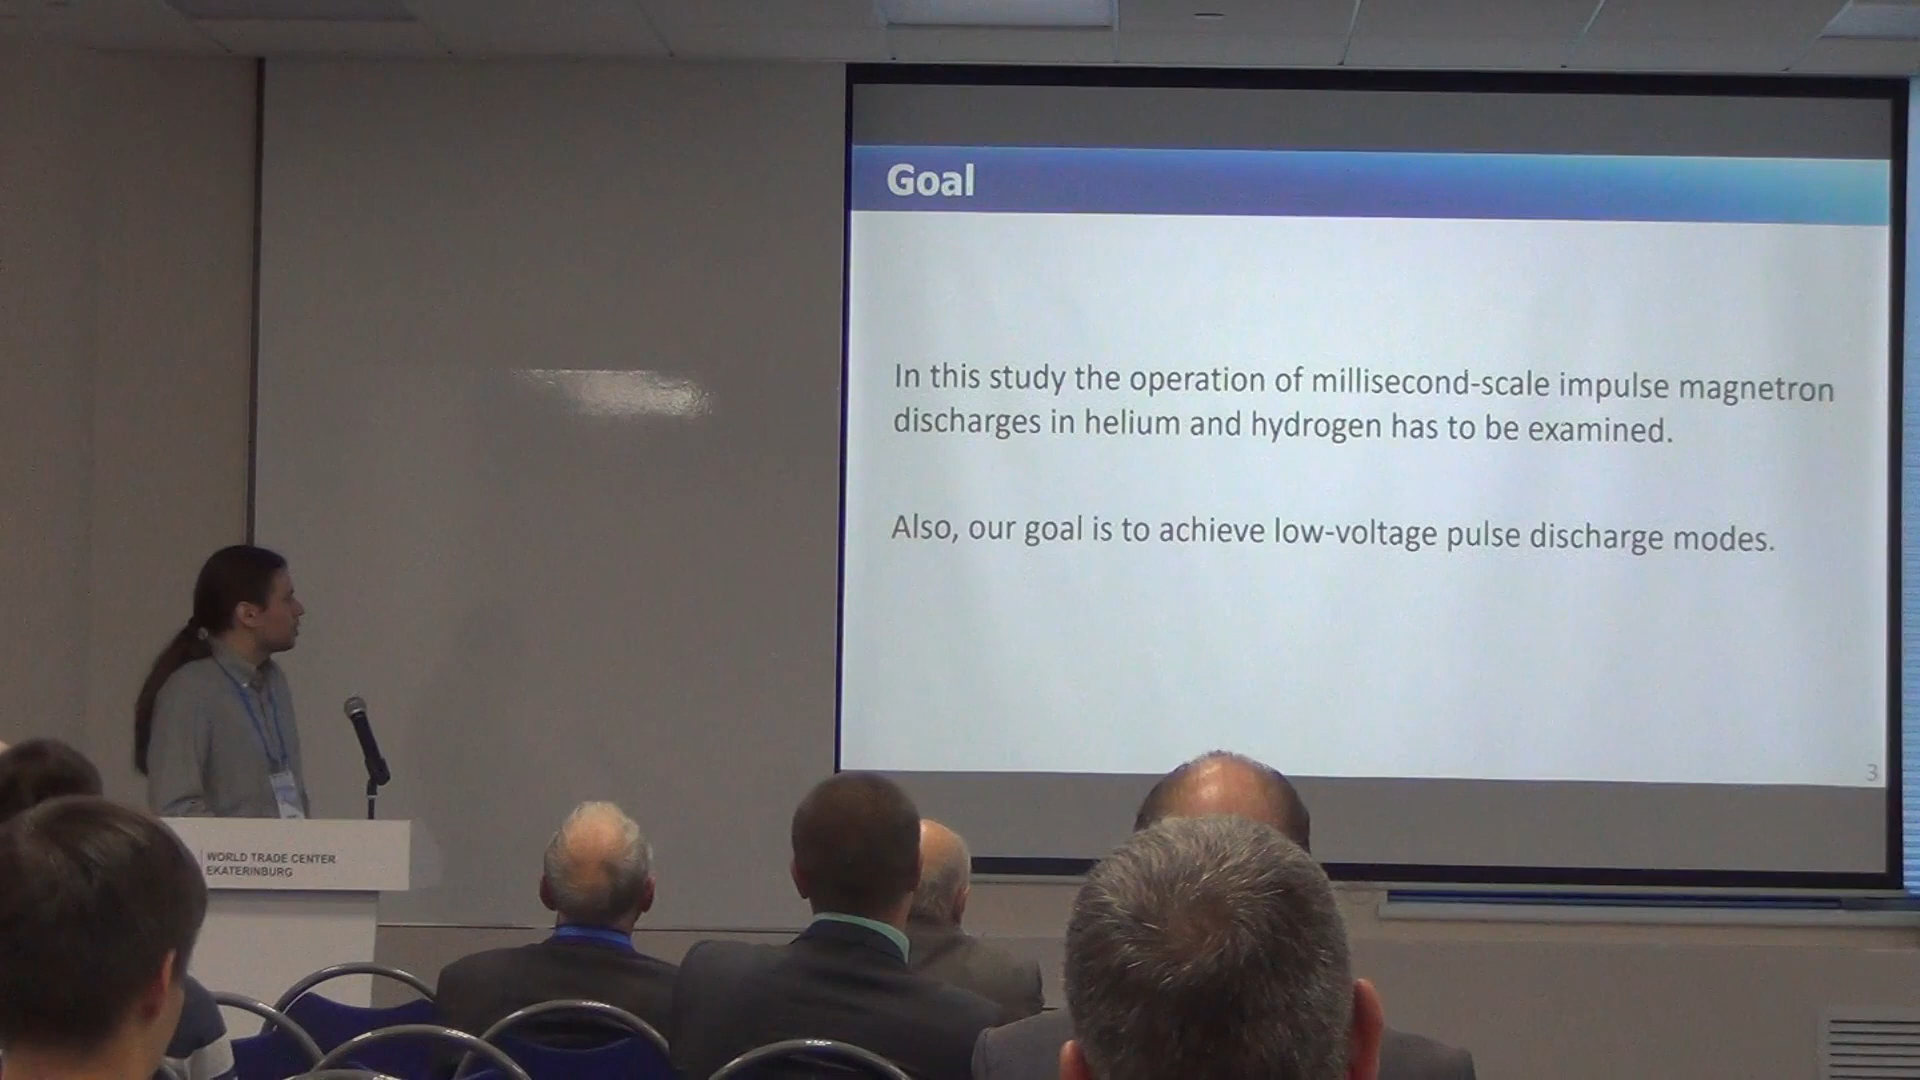 Goal
In this study the operation of millisecond-scale impulse magnetron
discharges in helium and hydrogen has to be examined.
Also, our goal is to achieve low-voltage pulse discharge modes.
3
WORLD TRADE CENTER
EKATERINBURG